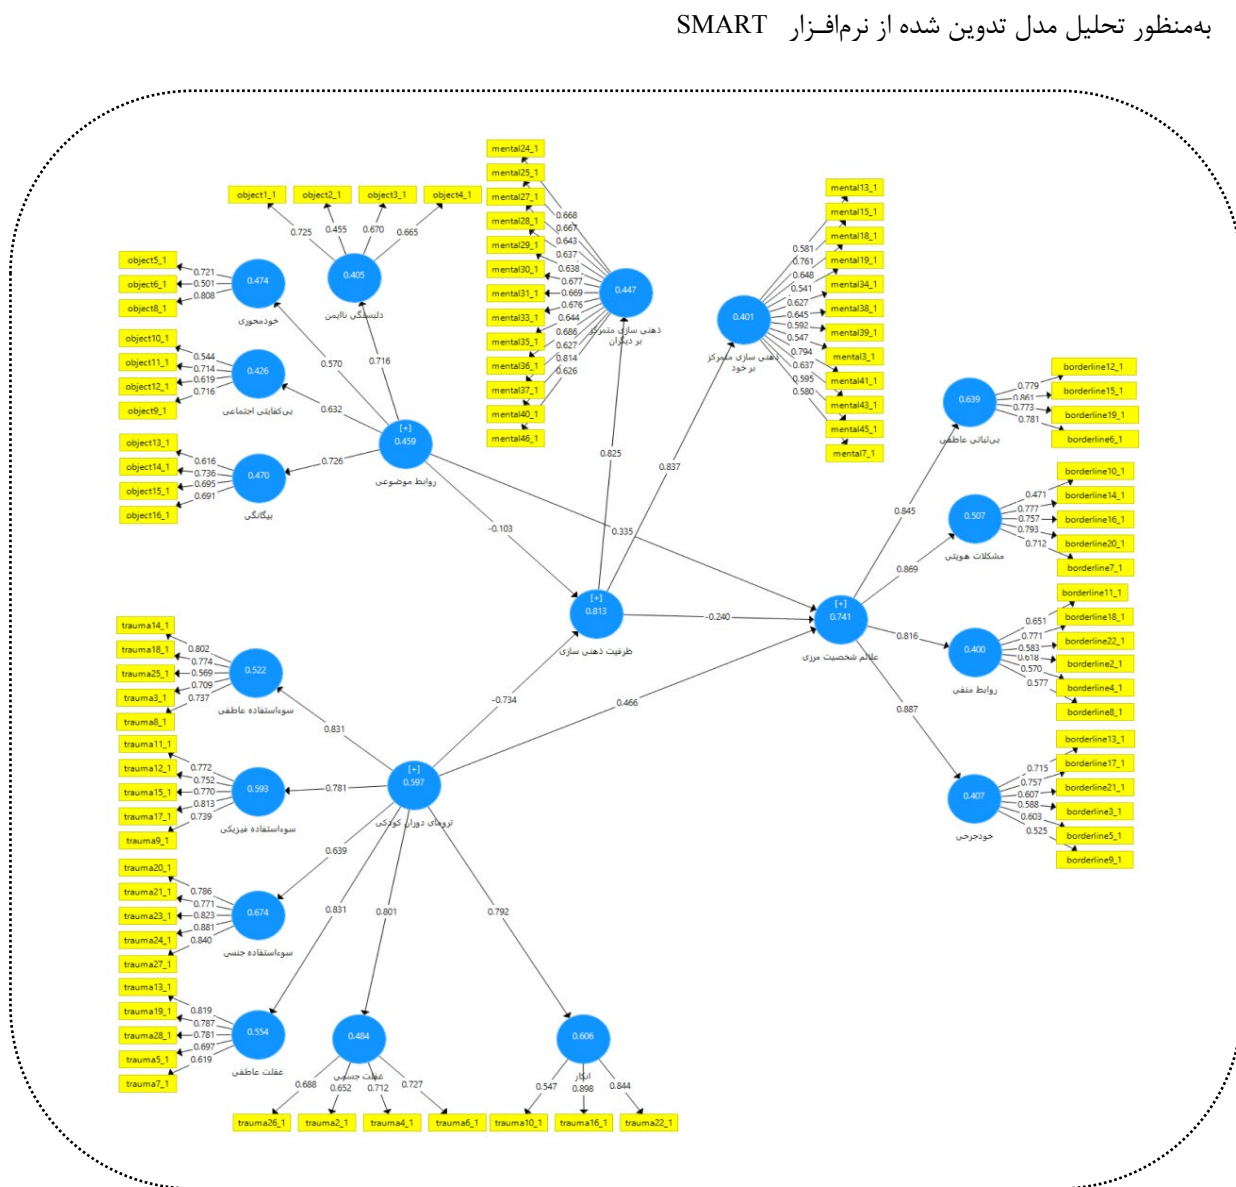 به‌منظور تحلیل مدل تدوین شده از نرم‌افزار SMART
object1_1
object2_1
object3_1
object4_1
0.725
0.455
0.670
0.665
0.405
دلبستگی ناایمن
object5_1
object6_1
object8_1
0.721
0.501
0.808
0.474
خودمحوری
object10_1
object11_1
object12_1
object9_1
0.544
0.714
0.619
0.716
0.426
بی‌کفایتی اجتماعی
object13_1
object14_1
object15_1
object16_1
0.616
0.736
0.695
0.691
0.470
بیگانگی
0.716
0.570
0.632
0.726
[+]
0.459
روابط موضوعی
mental24_1
mental25_1
mental27_1
mental28_1
mental29_1
mental30_1
mental31_1
mental33_1
mental35_1
mental36_1
mental37_1
mental40_1
mental46_1
0.668
0.667
0.643
0.637
0.638
0.677
0.669
0.676
0.644
0.686
0.627
0.814
0.626
0.447
ذهنی سازی متمرکز
بر دیگران
mental13_1
mental15_1
mental18_1
mental19_1
mental34_1
mental38_1
mental39_1
mental3_1
mental41_1
mental43_1
mental45_1
mental7_1
0.581
0.761
0.648
0.541
0.627
0.645
0.592
0.547
0.794
0.637
0.595
0.580
0.401
ذهنی سازی متمرکز
بر خود
0.825
0.837
-0.103
0.335
[+]
0.813
ظرفیت ذهنی سازی
-0.240
-0.734
0.466
[+]
0.741
علائم شخصیت مرزی
0.845
0.869
0.816
0.887
borderline12_1
borderline15_1
borderline19_1
borderline6_1
0.779
0.861
0.773
0.781
0.639
بی‌ثباتی عاطفی
borderline10_1
borderline14_1
borderline16_1
borderline20_1
borderline7_1
0.471
0.777
0.757
0.793
0.712
0.507
مشکلات هویتی
borderline11_1
borderline18_1
borderline22_1
borderline2_1
borderline4_1
borderline8_1
0.651
0.771
0.583
0.618
0.570
0.577
0.400
روابط منفی
borderline13_1
borderline17_1
borderline21_1
borderline3_1
borderline5_1
borderline9_1
0.715
0.757
0.607
0.588
0.603
0.525
0.407
خودجرحی
trauma14_1
trauma18_1
trauma25_1
trauma3_1
trauma8_1
0.802
0.774
0.569
0.709
0.737
0.522
سوءاستفاده عاطفی
trauma11_1
trauma12_1
trauma15_1
trauma17_1
trauma9_1
0.772
0.752
0.770
0.813
0.739
0.593
سوءاستفاده فیزیکی
trauma20_1
trauma21_1
trauma23_1
trauma24_1
trauma27_1
0.786
0.771
0.823
0.881
0.840
0.674
سوءاستفاده جنسی
trauma13_1
trauma19_1
trauma28_1
trauma5_1
trauma7_1
0.819
0.787
0.781
0.697
0.619
0.554
غفلت عاطفی
0.831
0.781
0.639
0.831
0.801
0.792
[+]
0.597
ترومای دوران کودکی
0.484
غفلت جسمی
0.688
0.652
0.712
0.727
trauma26_1
trauma2_1
trauma4_1
trauma6_1
0.606
انکار
0.547
0.898
0.844
trauma10_1
trauma16_1
trauma22_1